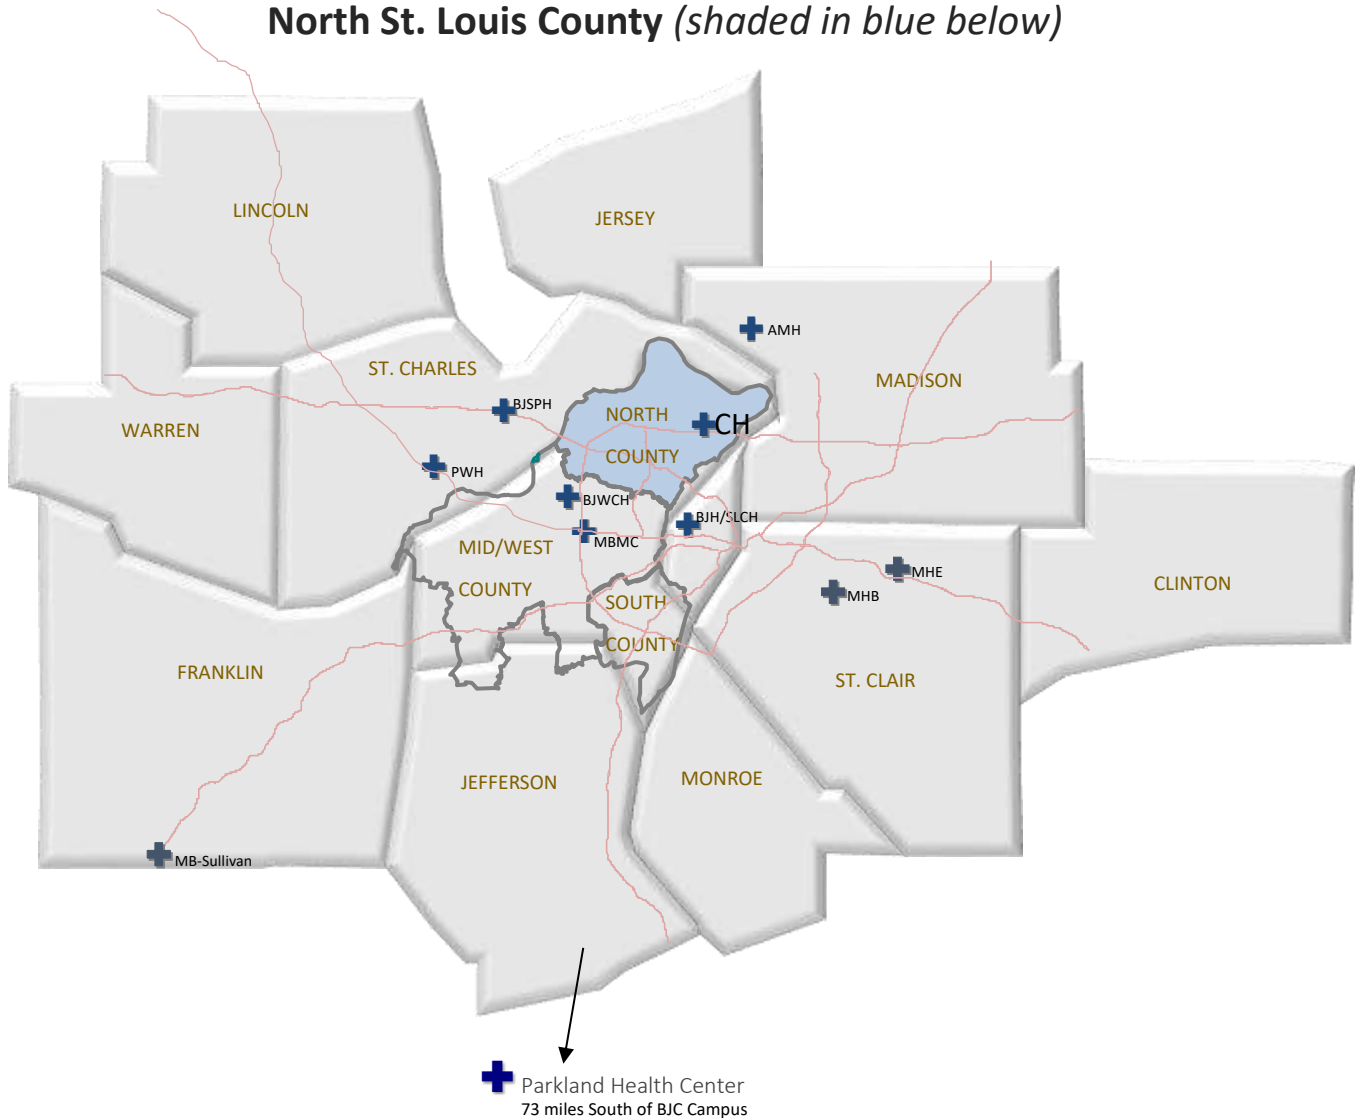 North St. Louis County (shaded in blue below)
LINCOLN
JERSEY
AMH
ST. CHARLES
MADISON
BJSPH
NORTH
CH
WARREN
COUNTY
PWH
BJWCH
BJH/SLCH
MBMC
MID/WEST
MHE
CLINTON
COUNTY
MHB
SOUTH
COUNTY
FRANKLIN
ST. CLAIR
JEFFERSON
MONROE
MB-Sullivan
Parkland Health Center
73 miles South of BJC Campus